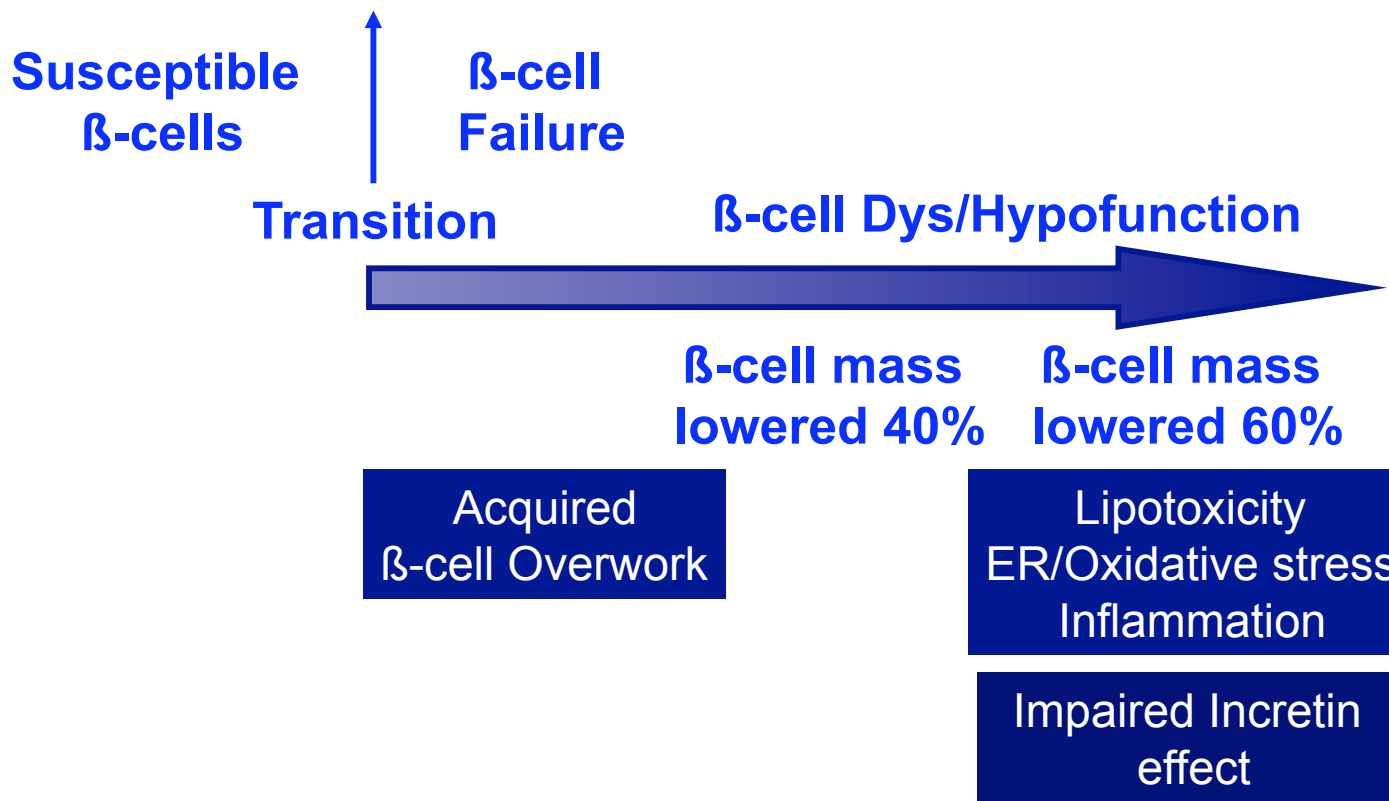 Susceptible
ß-cells
ß-cell
Failure
Transition
ß-cell Dys/Hypofunction
ß-cell mass
lowered 40%
ß-cell mass
lowered 60%
Acquired
ß-cell Overwork
Lipotoxicity
ER/Oxidative stress
Inflammation
Impaired Incretin
effect